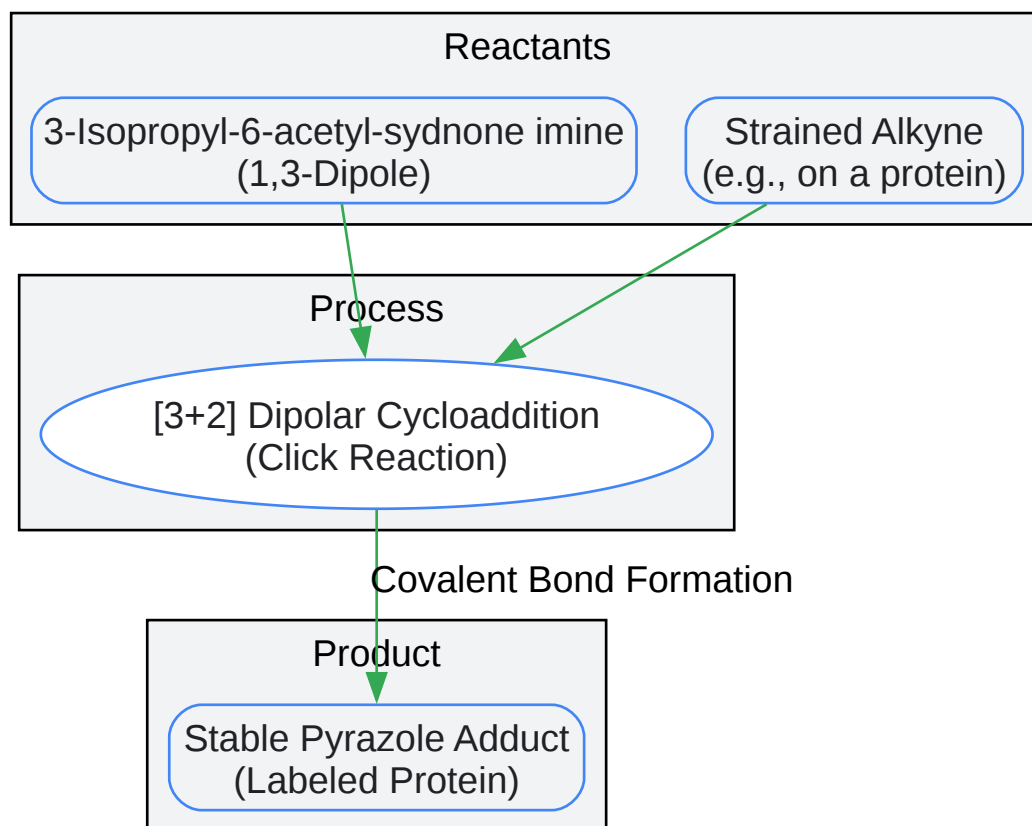 Reactants
3-Isopropyl-6-acetyl-sydnone imine
(1,3-Dipole)
Strained Alkyne
(e.g., on a protein)
Process
[3+2] Dipolar Cycloaddition
(Click Reaction)
Covalent Bond Formation
Product
Stable Pyrazole Adduct
(Labeled Protein)